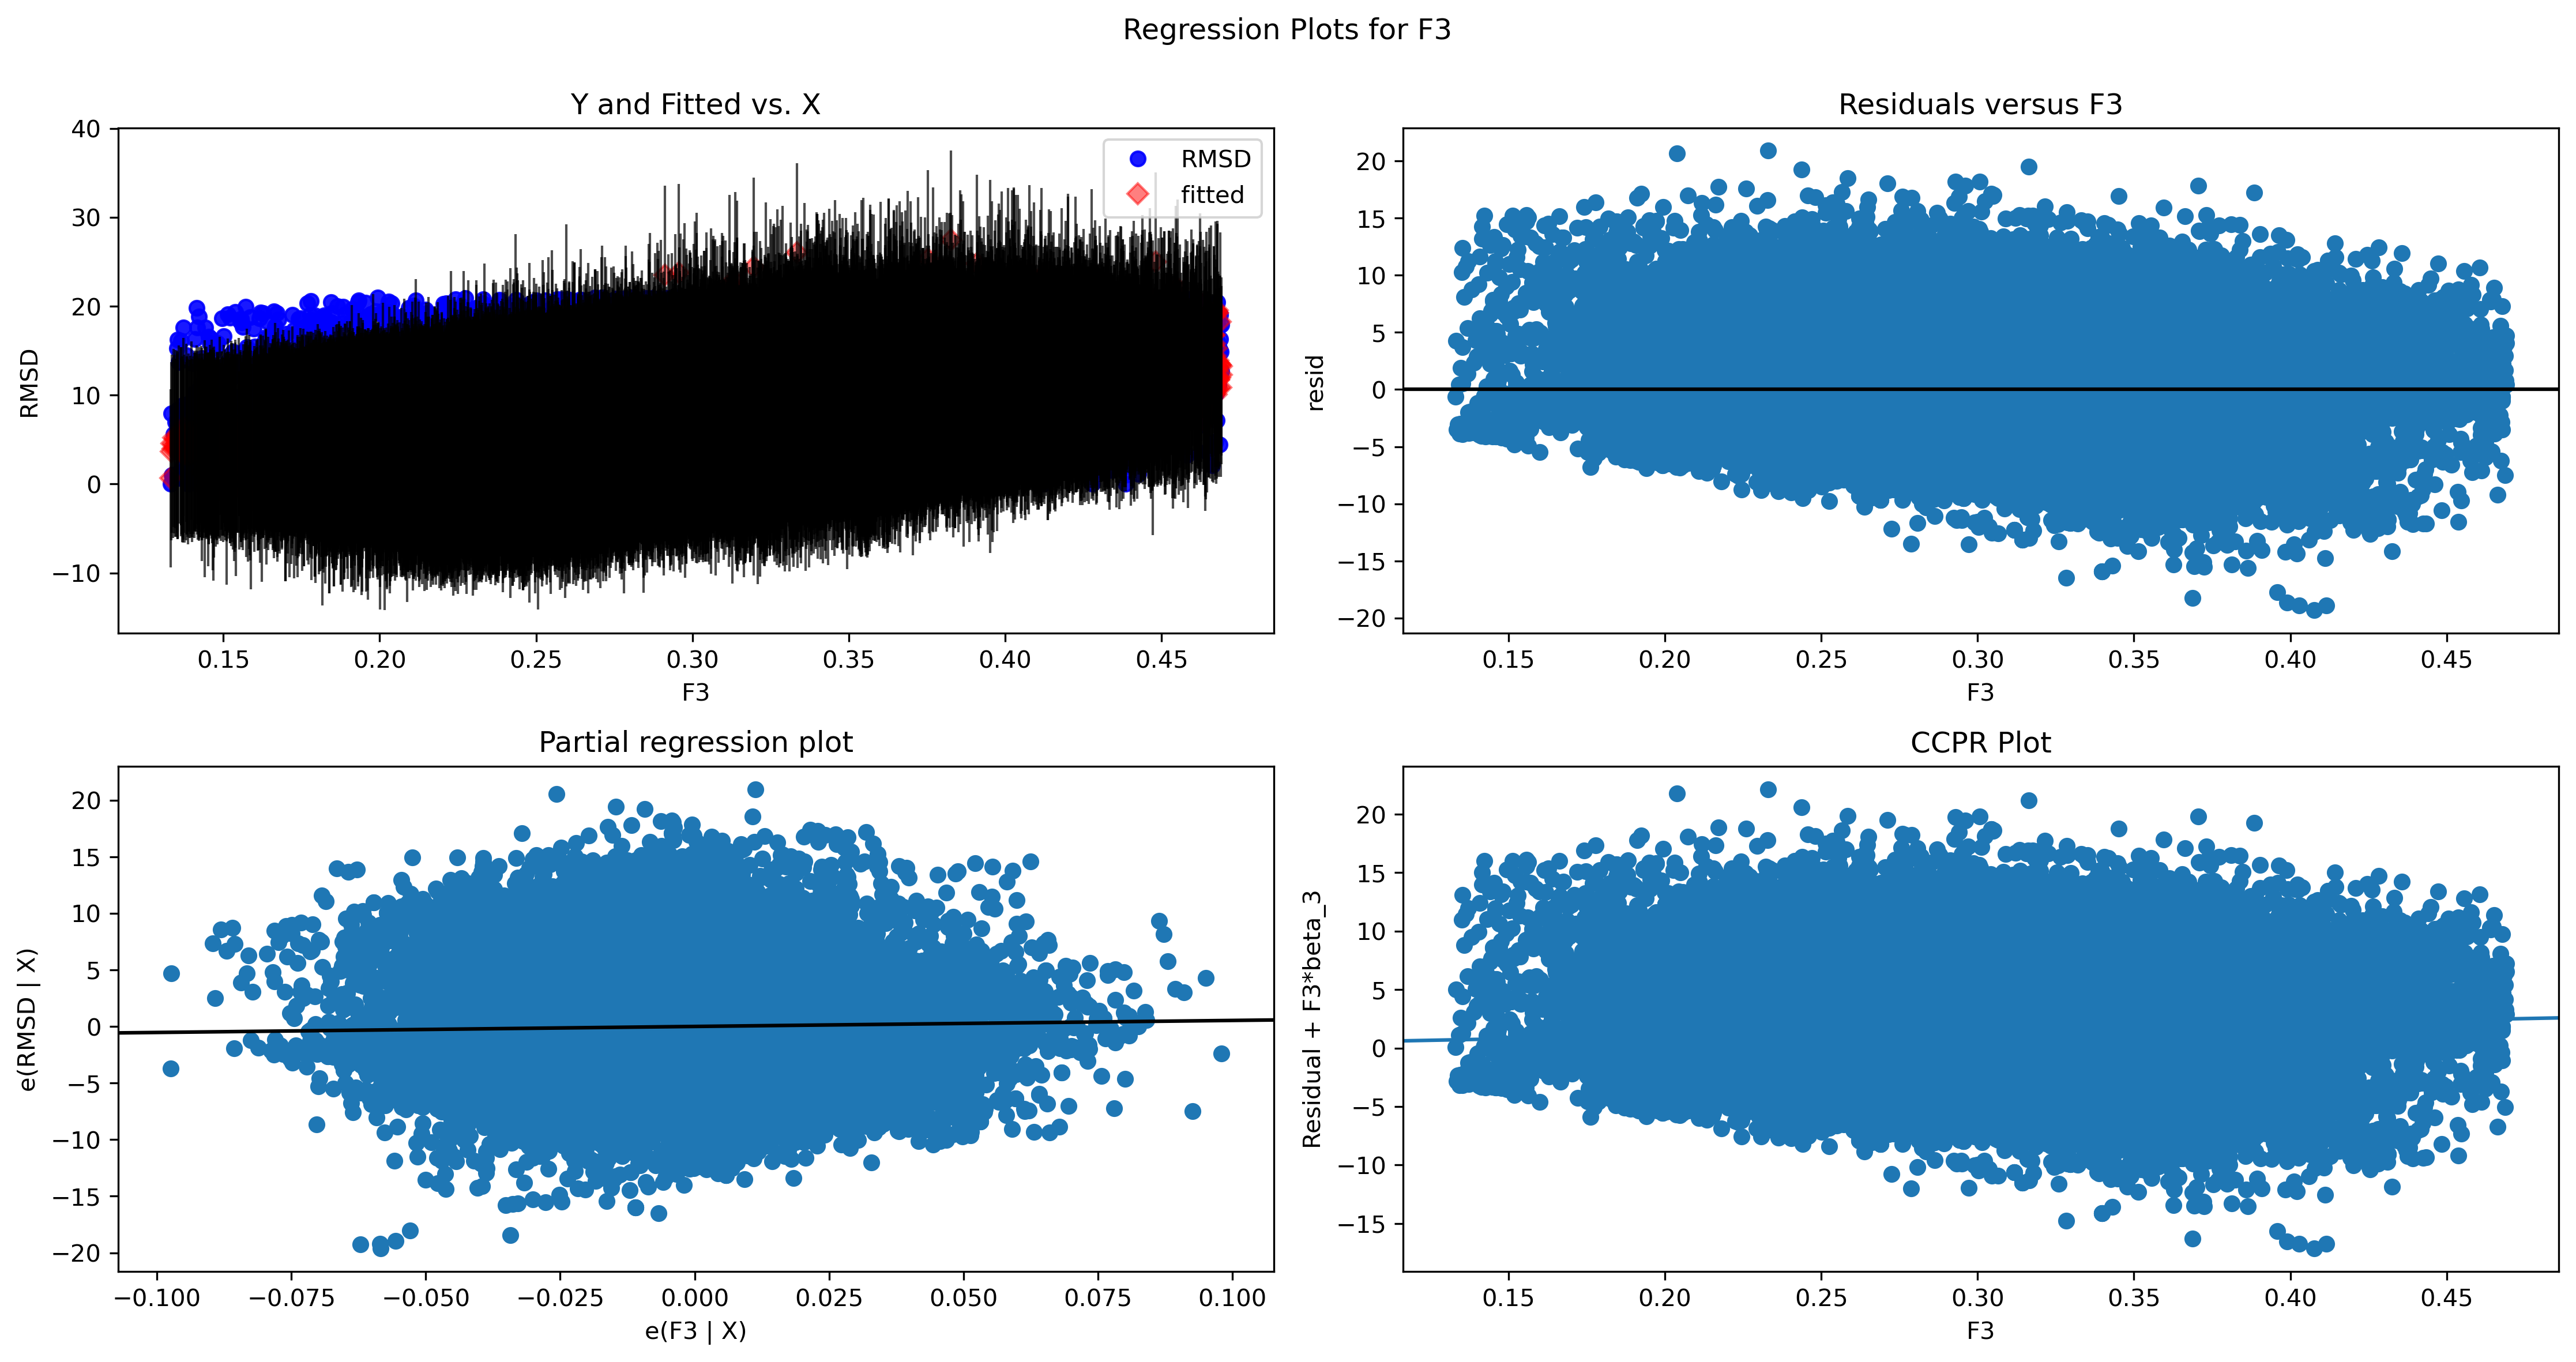 Regression Plots for F3
Y and Fitted vs. X
40
30
20
10
0
−10
RMSD
RMSD
fitted
0.15 0.20 0.25 0.30 0.35 0.40 0.45
F3
Residuals versus F3
20
15
10
5
0
−5
−10
−15
−20
resid
0.15 0.20 0.25 0.30 0.35 0.40 0.45
F3
Partial regression plot
20
15
10
5
0
−5
−10
−15
−20
e(RMSD | X)
−0.100 −0.075 −0.050 −0.025 0.000 0.025 0.050 0.075 0.100
e(F3 | X)
CCPR Plot
20
15
10
5
0
−5
−10
−15
Residual + F3*beta_3
0.15 0.20 0.25 0.30 0.35 0.40 0.45
F3